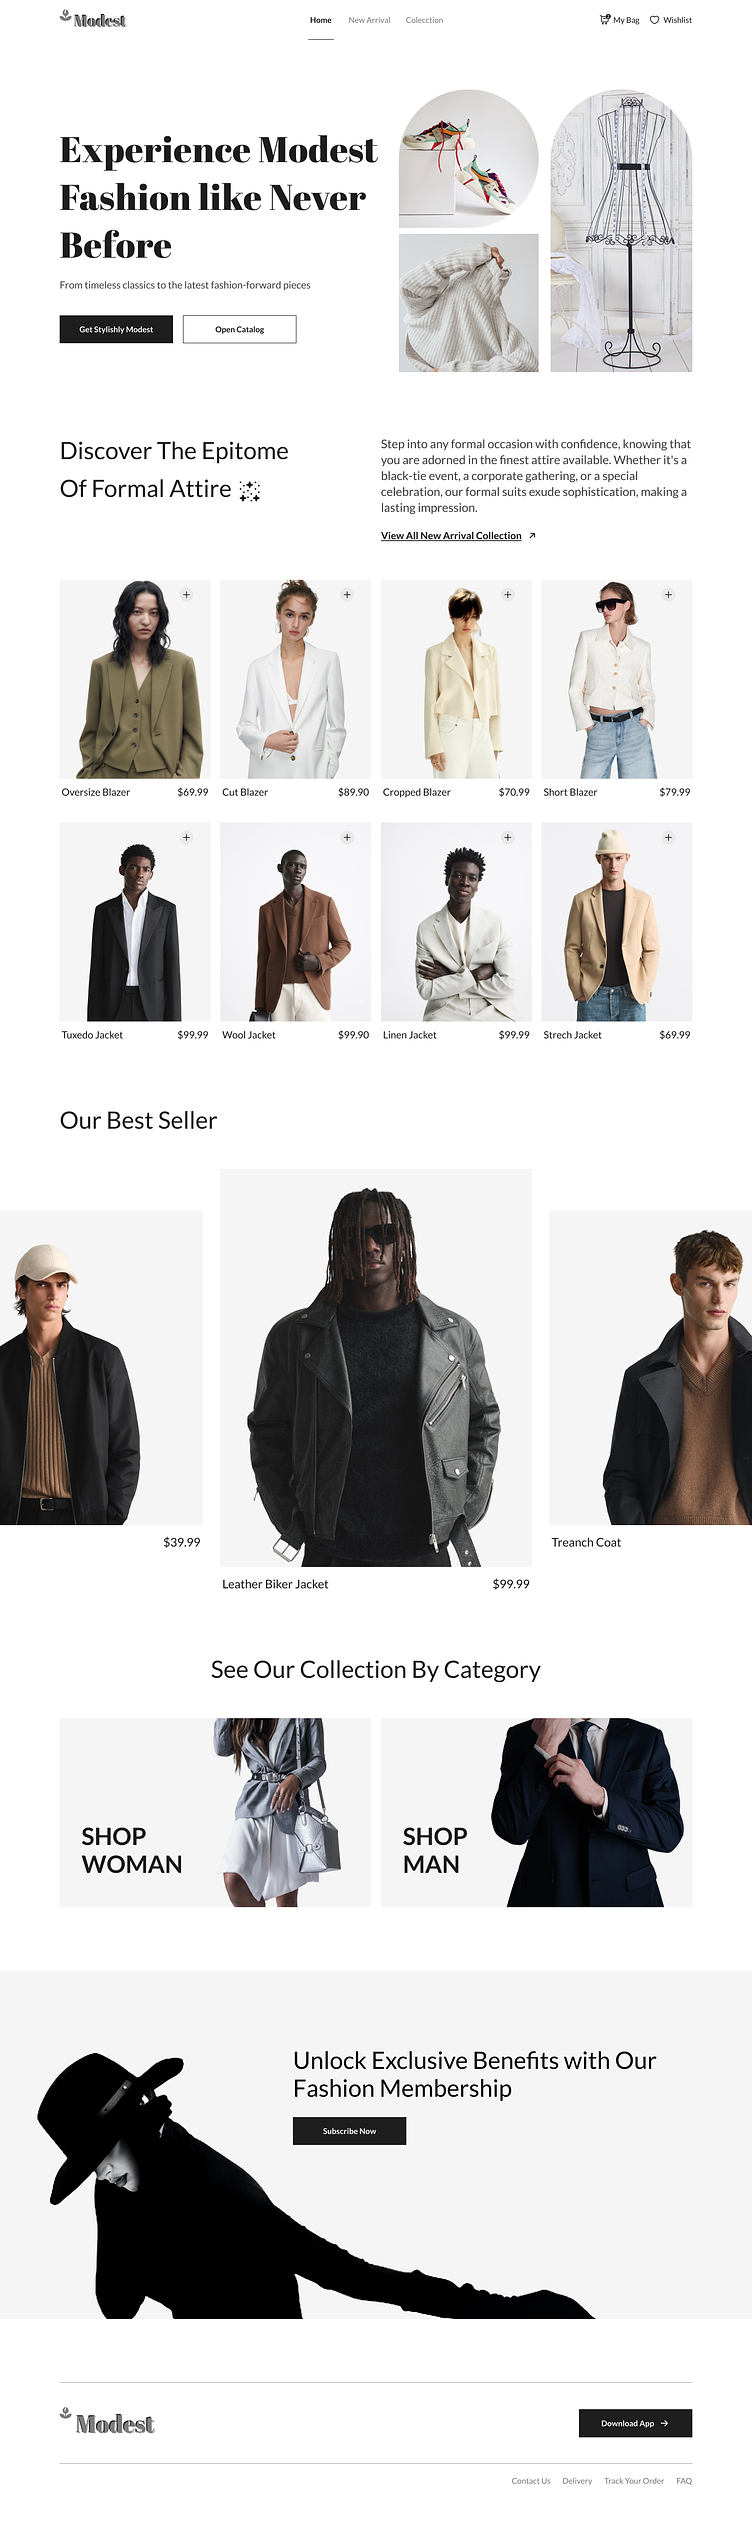 Modest
Home
New Arrival
Colecction
My Bag
Wishlist
Experience Modest
Fashion like Never
Before
From timeless classics to the latest fashion-forward pieces
Get Stylishly Modest
Open Catalog
Discover The Epitome
Of Formal Attire
Step into any formal occasion with confidence, knowing that
you are adorned in the finest attire available. Whether it's a
black-tie event, a corporate gathering, or a special
celebration, our formal suits exude sophistication, making a
lasting impression.
View All New Arrival Collection
Oversize Blazer $69.99
Cut Blazer $89.90
Cropped Blazer $70.99
Short Blazer $79.99
Tuxedo Jacket $99.99
Wool Jacket $99.90
Linen Jacket $99.99
Strech Jacket $69.99
Our Best Seller
$39.99
Leather Biker Jacket $99.99
Treanch Coat
See Our Collection By Category
SHOP
WOMAN
SHOP
MAN
Unlock Exclusive Benefits with Our
Fashion Membership
Subscribe Now
Modest
Download App
Contact Us
Delivery
Track Your Order
FAQ